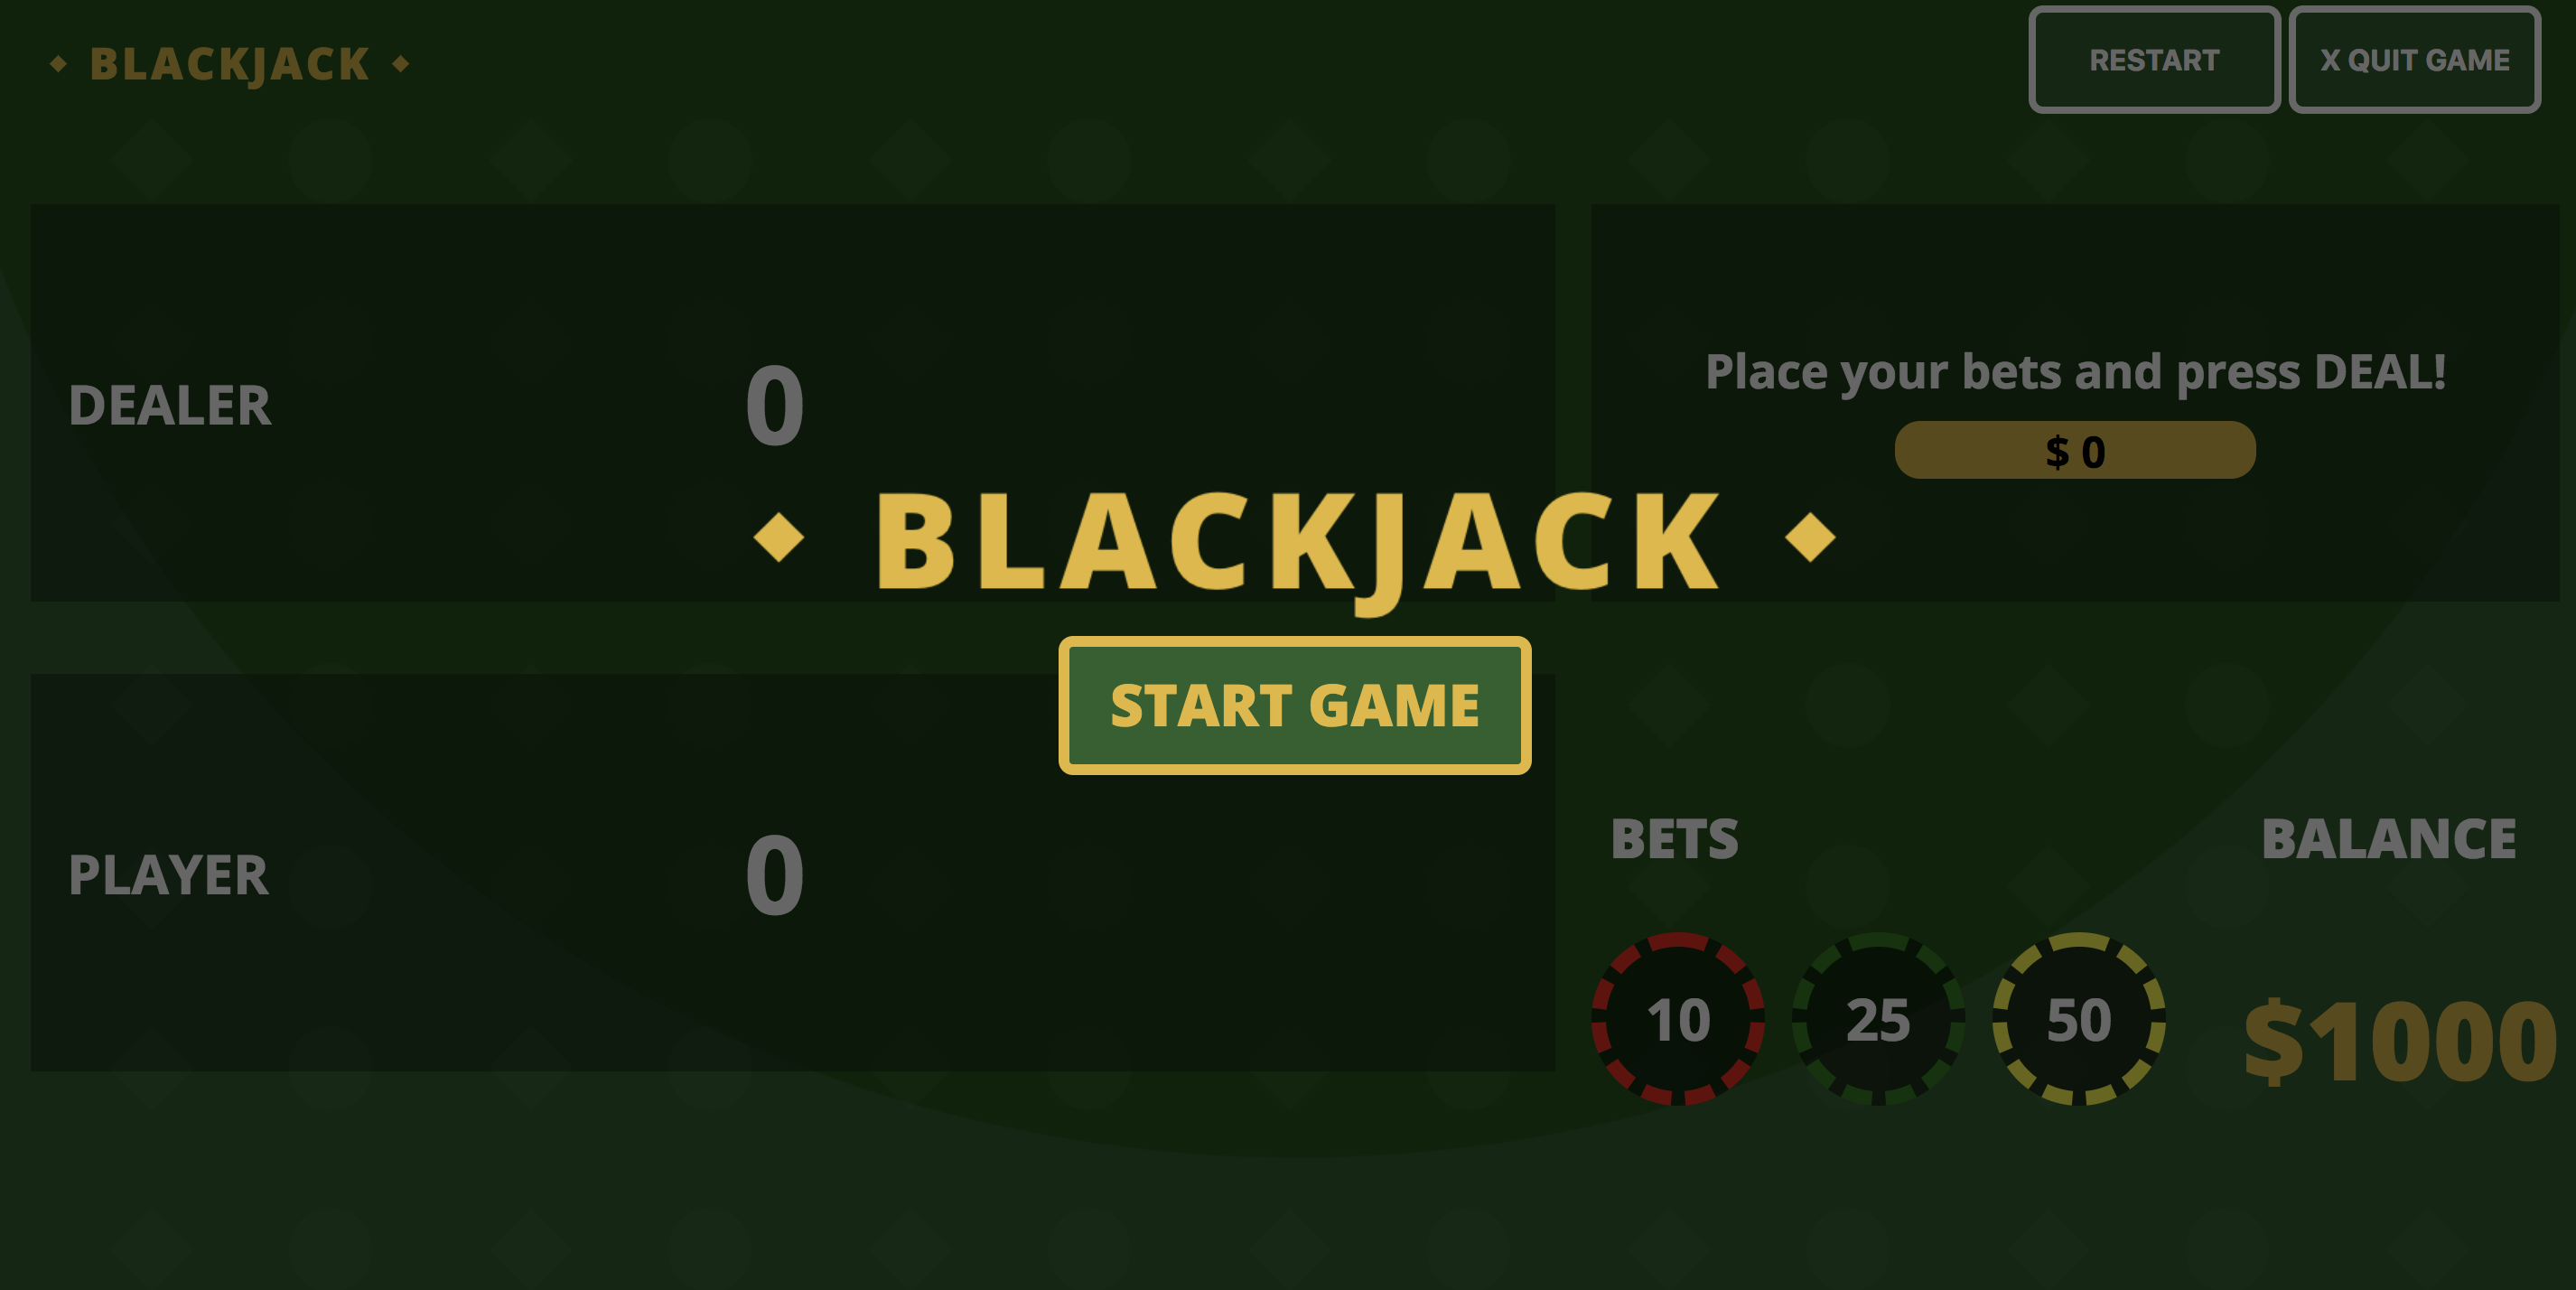 ◆ BLACKJACK ◆
RESTART
X QUIT GAME
DEALER
0
Place your bets and press DEAL!
$ 0
◆ BLACKJACK ◆
START GAME
PLAYER
0
BETS
BALANCE
10
25
50
$1000